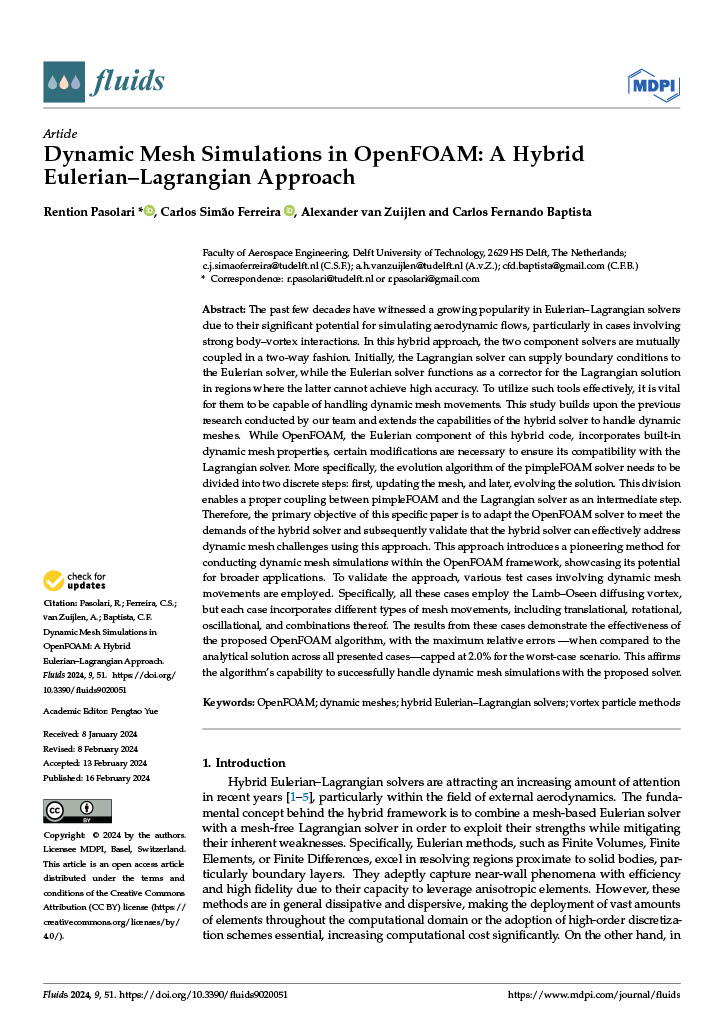 fluids
MDPI
Article
Dynamic Mesh Simulations in OpenFOAM: A Hybrid
Eulerian–Lagrangian Approach
Rention Pasolari *, Carlos Simão Ferreira, Alexander van Zuijlen and Carlos Fernando Baptista
Faculty of Aerospace Engineering, Delft University of Technology, 2629 HS Delft, The Netherlands;
c.j.simaoferreira@tudelft.nl (C.S.F.); a.h.vanzuijlen@tudelft.nl (A.v.Z.); cfd.baptista@gmail.com (C.F.B.)
* Correspondence: r.pasolari@tudelft.nl or r.pasolari@gmail.com
Abstract: The past few decades have witnessed a growing popularity in Eulerian–Lagrangian solvers
due to their significant potential for simulating aerodynamic flows, particularly in cases involving
strong body–vortex interactions. In this hybrid approach, the two component solvers are mutually
coupled in a two-way fashion. Initially, the Lagrangian solver can supply boundary conditions to
the Eulerian solver, while the Eulerian solver functions as a corrector for the Lagrangian solution
in regions where the latter cannot achieve high accuracy. To utilize such tools effectively, it is vital
for them to be capable of handling dynamic mesh movements. This study builds upon the previous
research conducted by our team and extends the capabilities of the hybrid solver to handle dynamic
meshes. While OpenFOAM, the Eulerian component of this hybrid code, incorporates built-in
dynamic mesh properties, certain modifications are necessary to ensure its compatibility with the
Lagrangian solver. More specifically, the evolution algorithm of the pimpleFOAM solver needs to be
divided into two discrete steps: first, updating the mesh, and later, evolving the solution. This division
enables a proper coupling between pimpleFOAM and the Lagrangian solver as an intermediate step.
Therefore, the primary objective of this specific paper is to adapt the OpenFOAM solver to meet the
demands of the hybrid solver and subsequently validate that the hybrid solver can effectively address
dynamic mesh challenges using this approach. This approach introduces a pioneering method for
conducting dynamic mesh simulations within the OpenFOAM framework, showcasing its potential
for broader applications. To validate the approach, various test cases involving dynamic mesh
movements are employed. Specifically, all these cases employ the Lamb–Oseen diffusing vortex,
but each case incorporates different types of mesh movements, including translational, rotational,
oscillational, and combinations thereof. The results from these cases demonstrate the effectiveness of
the proposed OpenFOAM algorithm, with the maximum relative errors —when compared to the
analytical solution across all presented cases—capped at 2.0% for the worst-case scenario. This affirms
the algorithm's capability to successfully handle dynamic mesh simulations with the proposed solver.
Keywords: OpenFOAM; dynamic meshes; hybrid Eulerian–Lagrangian solvers; vortex particle methods
check for
updates
Citation: Pasolari, R.; Ferreira, C.S.;
van Zuijlen, A.; Baptista, C.F.
Dynamic Mesh Simulations in
OpenFOAM: A Hybrid
Eulerian–Lagrangian Approach.
Fluids 2024, 9, 51. https://doi.org/
10.3390/fluids9020051
Academic Editor: Pengtao Yue
Received: 8 January 2024
Revised: 8 February 2024
Accepted: 13 February 2024
Published: 16 February 2024
CC BY
Copyright: © 2024 by the authors.
Licensee MDPI, Basel, Switzerland.
This article is an open access article
distributed under the terms and
conditions of the Creative Commons
Attribution (CC BY) license (https://
creativecommons.org/licenses/by/
4.0/).
1. Introduction
Hybrid Eulerian–Lagrangian solvers are attracting an increasing amount of attention
in recent years [1–5], particularly within the field of external aerodynamics. The funda-
mental concept behind the hybrid framework is to combine a mesh-based Eulerian solver
with a mesh-free Lagrangian solver in order to exploit their strengths while mitigating
their inherent weaknesses. Specifically, Eulerian methods, such as Finite Volumes, Finite
Elements, or Finite Differences, excel in resolving regions proximate to solid bodies, par-
ticularly boundary layers. They adeptly capture near-wall phenomena with efficiency
and high fidelity due to their capacity to leverage anisotropic elements. However, these
methods are in general dissipative and dispersive, making the deployment of vast amounts
of elements throughout the computational domain or the adoption of high-order discretiza-
tion schemes essential, increasing computational cost significantly. On the other hand, in
Fluids 2024, 9, 51. https://doi.org/10.3390/fluids9020051
https://www.mdpi.com/journal/fluids